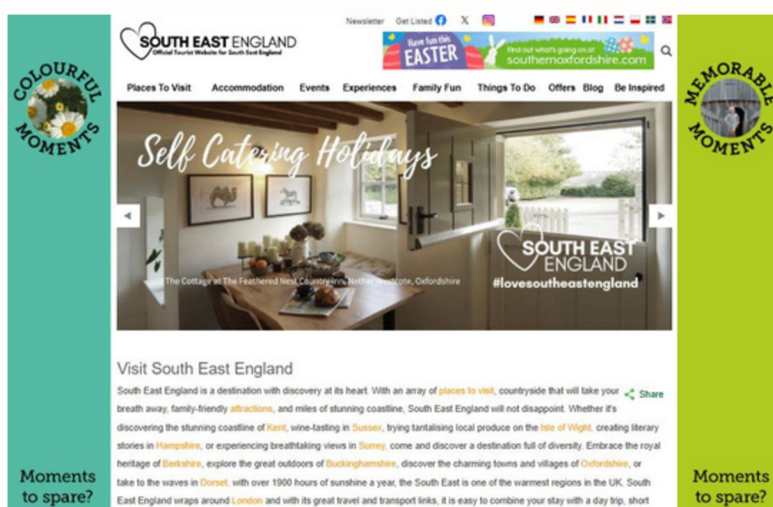 Newsletter Get Listed
SOUTH EAST ENGLAND
Official Tourist Website for South East England
Have fun this
EASTER
Find out what's going on at
southernoxfordshire.com
Places To Visit Accommodation Events Experiences Family Fun Things To Do Offers Blog Be Inspired
COLOURFUL
MOMENTS
MEMORABLE
MOMENTS
Self Catering Holidays
SOUTH EAST
ENGLAND
#lovesoutheastengland
The Cottage at The Feathered Nest Country Inn, Nether Westcote, Oxfordshire
Visit South East England
South East England is a destination with discovery at its heart. With an array of places to visit, countryside that will take your
Share
breath away, family-friendly attractions, and miles of stunning coastline, South East England will not disappoint. Whether it's
discovering the stunning coastline of Kent, wine-tasting in Sussex, trying tantalising local produce on the Isle of Wight, creating literary
stories in Hampshire, or experiencing breathtaking views in Surrey, come and discover a destination full of diversity. Embrace the royal
heritage of Berkshire, explore the great outdoors of Buckinghamshire, discover the charming towns and villages of Oxfordshire, or
take to the waves in Dorset, with over 1900 hours of sunshine a year, the South East is one of the warmest regions in the UK. South
East England wraps around London and with its great travel and transport links, it is easy to combine your stay with a day trip, short
Moments
to spare?
Moments
to spare?